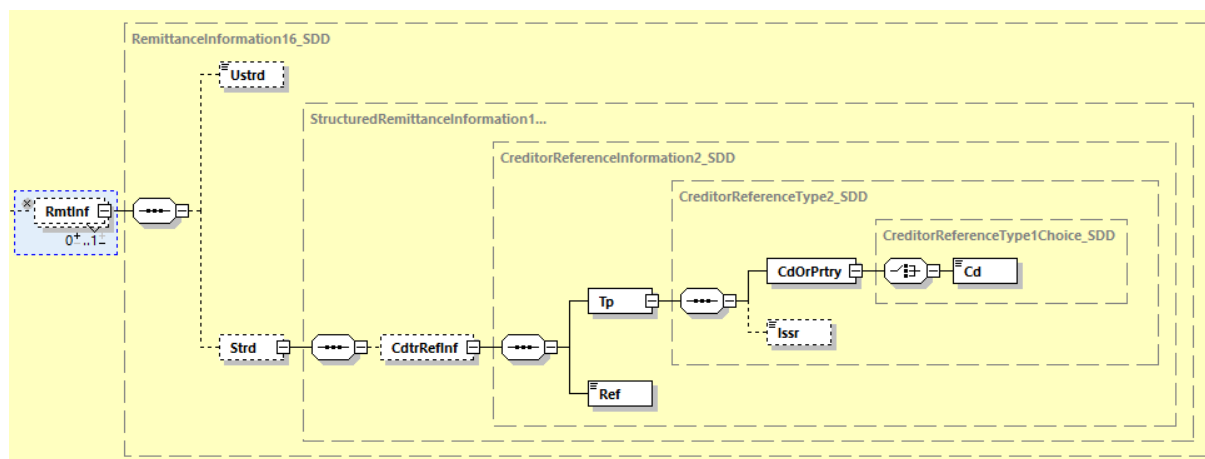 RemittanceInformation16_SDD
Ustrd
StructuredRemittanceInformation1...
CreditorReferenceInformation2_SDD
CreditorReferenceType2_SDD
CreditorReferenceType1Choice_SDD
RmtInf
0..1
CdOrPrtry
Cd
Tp
Issr
Strd
CdtrRefInf
Ref